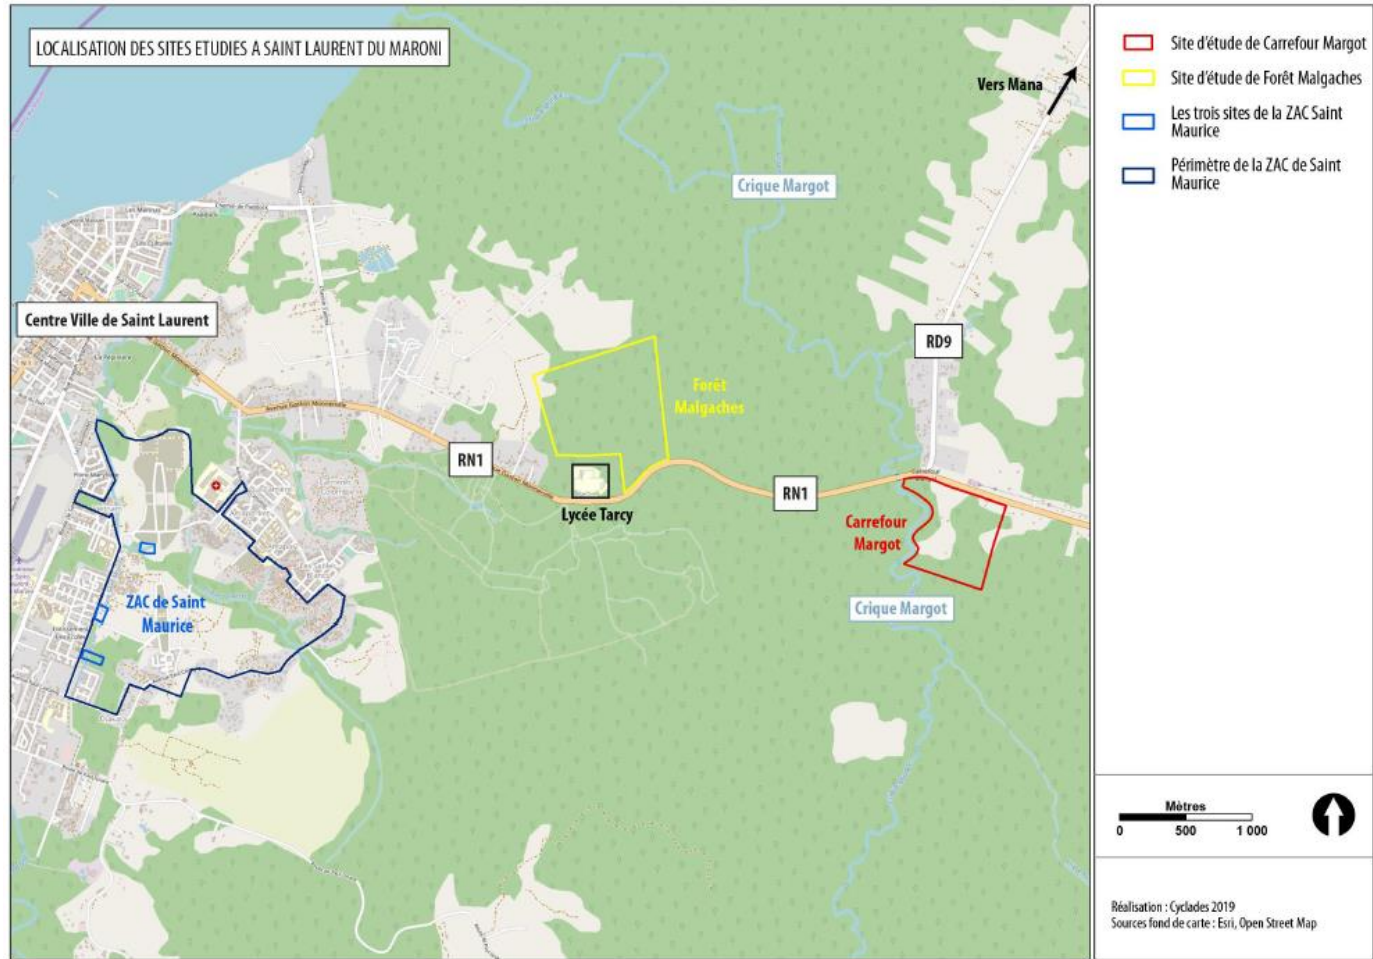 LOCALISATION DES SITES ETUDIES A SAINT LAURENT DU MARONI
Vers Mana
Crique Margot
Centre Ville de Saint Laurent
RD9
Forêt
Malgaches
RN1
Avenue Gaston Monnerville
RN1
Lycée Tarcy
Carrefour
Margot
ZAC de Saint
Maurice
Crique Margot
Site d'étude de Carrefour Margot
Site d'étude de Forêt Malgaches
Les trois sites de la ZAC Saint
Maurice
Périmètre de la ZAC de Saint
Maurice
Mètres
0 500 1 000
Réalisation : Cyclades 2019
Sources fond de carte : Esri, Open Street Map